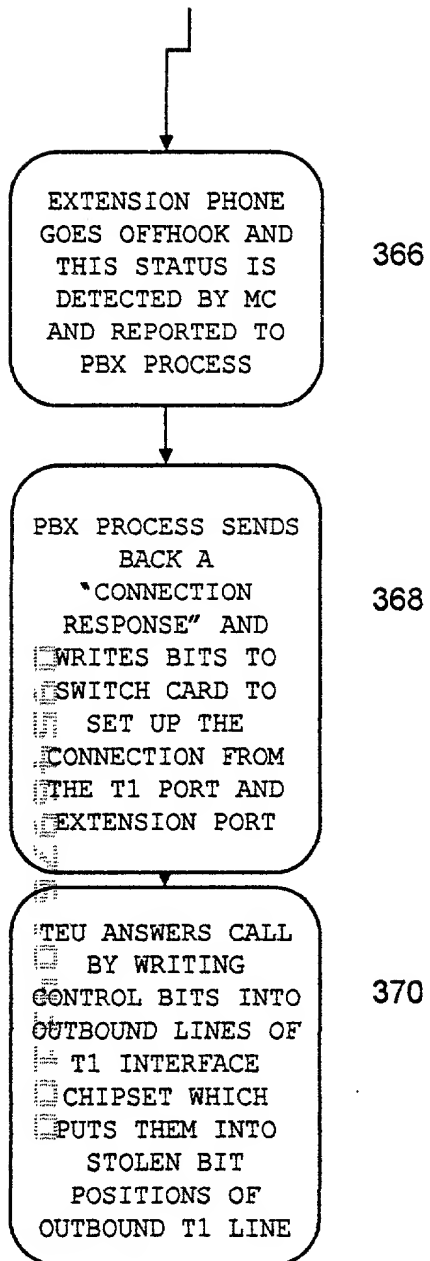 EXTENSION PHONE
GOES OFFHOOK AND
THIS STATUS IS
DETECTED BY MC
AND REPORTED TO
PBX PROCESS
366
PBX PROCESS SENDS
BACK A
“CONNECTION
RESPONSE” AND
WRITES BITS TO
SWITCH CARD TO
SET UP THE
CONNECTION FROM
THE T1 PORT AND
EXTENSION PORT
368
TEU ANSWERS CALL
BY WRITING
CONTROL BITS INTO
OUTBOUND LINES OF
T1 INTERFACE
CHIPSET WHICH
PUTS THEM INTO
STOLEN BIT
POSITIONS OF
OUTBOUND T1 LINE
370